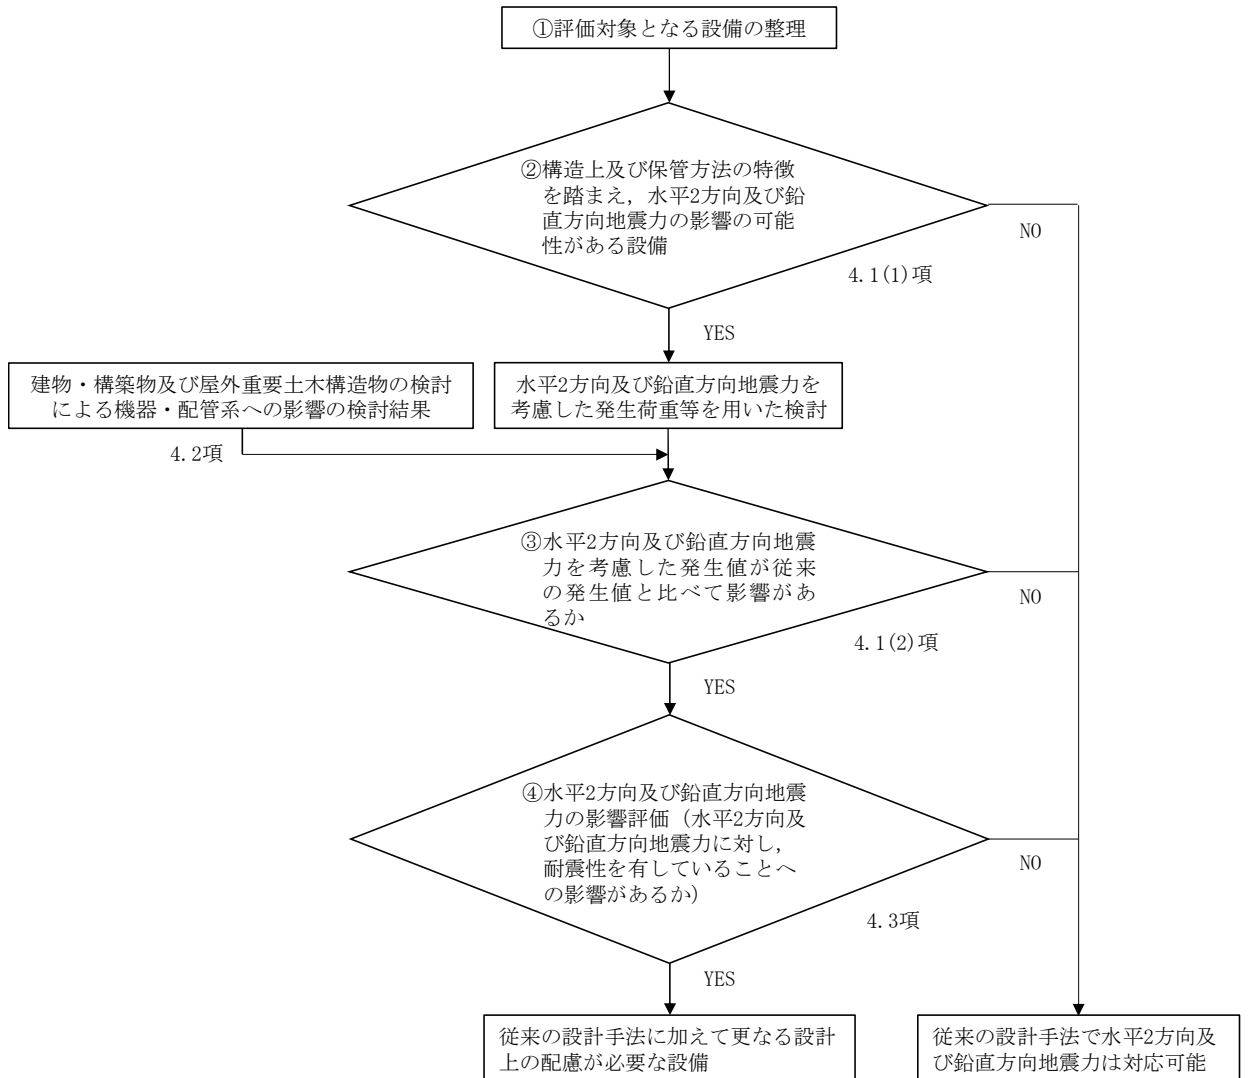 ①評価対象となる設備の整理
②構造上及び保管方法の特徴
を踏まえ，水平2方向及び鉛
直方向地震力の影響の可能
性がある設備
NO
4.1(1)項
YES
建物・構築物及び屋外重要土木構造物の検討
による機器・配管系への影響の検討結果
水平2方向及び鉛直方向地震力を
考慮した発生荷重等を用いた検討
4.2項
③水平2方向及び鉛直方向地震
力を考慮した発生値が従来
の発生値と比べて影響があ
るか
NO
4.1(2)項
YES
④水平2方向及び鉛直方向地震
力の影響評価（水平2方向及
び鉛直方向地震力に対し，
耐震性を有していることへ
の影響があるか）
NO
4.3項
YES
従来の設計手法に加えて更なる設計
上の配慮が必要な設備
従来の設計手法で水平2方向及
び鉛直方向地震力は対応可能